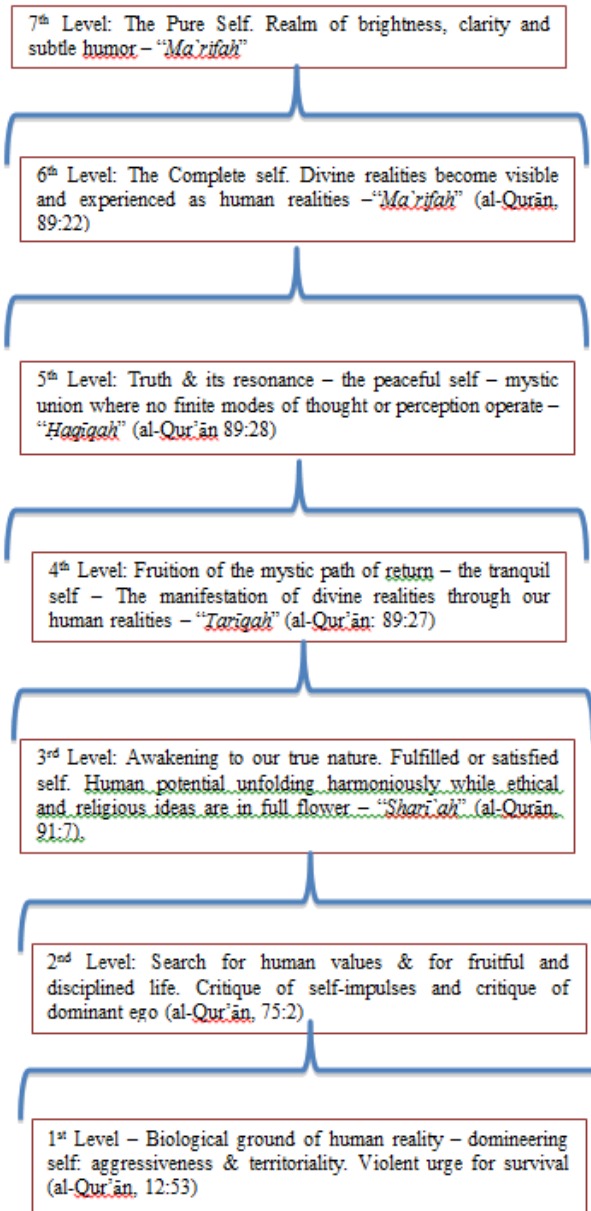 7th Level: The Pure Self. Realm of brightness, clarity and
subtle humor – “Ma`rifah”
6th Level: The Complete self. Divine realities become visible
and experienced as human realities –“Ma`rifah” (al-Qurān,
89:22)
5th Level: Truth & its resonance – the peaceful self – mystic
union where no finite modes of thought or perception operate –
“Ḥaqīqah” (al-Qur’ān 89:28)
4th Level: Fruition of the mystic path of return – the tranquil
self – The manifestation of divine realities through our
human realities – “Ṭarīqah” (al-Qur’ān: 89:27)
3rd Level: Awakening to our true nature. Fulfilled or satisfied
self. Human potential unfolding harmoniously while ethical
and religious ideas are in full flower – “Sharī`ah” (al-Qurān,
91:7),
2nd Level: Search for human values & for fruitful and
disciplined life. Critique of self-impulses and critique of
dominant ego (al-Qur’ān, 75:2)
1st Level – Biological ground of human reality – domineering
self: aggressiveness & territoriality. Violent urge for survival
(al-Qur’ān, 12:53)